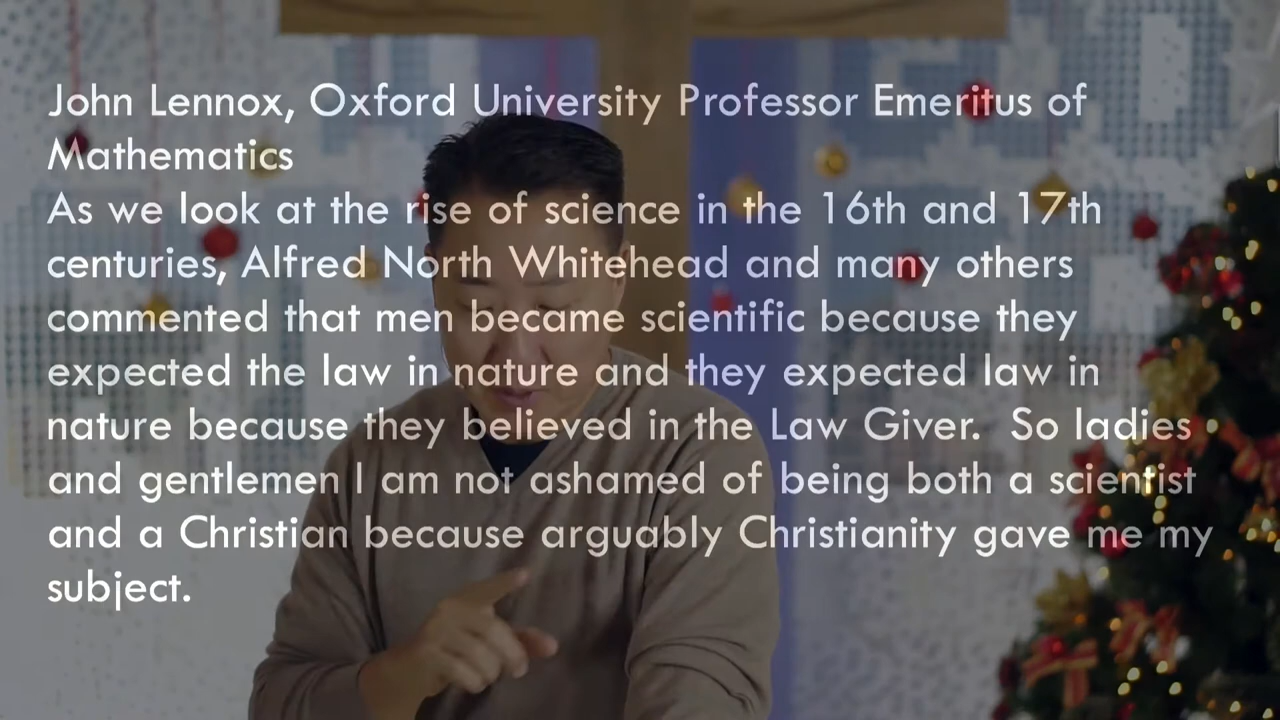 John Lennox, Oxford University Professor Emeritus of
Mathematics
As we look at the rise of science in the 16th and 17th
centuries, Alfred North Whitehead and many others
commented that men became scientific because they
expected the law in nature and they expected law in
nature because they believed in the Law Giver.  So ladies
and gentlemen I am not ashamed of being both a scientist
and a Christian because arguably Christianity gave me my
subject.